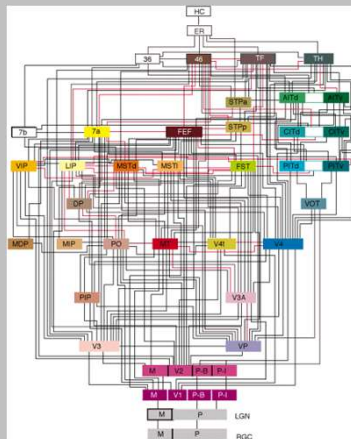 HC
ER
36 46 TF TH
STPa AITd AITv
7b 7a FEF STPp CITd CITv
VIP LIP MSTd MSTl FST PITd PITv
DP VOT
MDP MIP PO MT V4t V4
PIP V3A
V3 VP
M V2 P-B P-I
M V1 P-B P-I
M P LGN
M P RGC